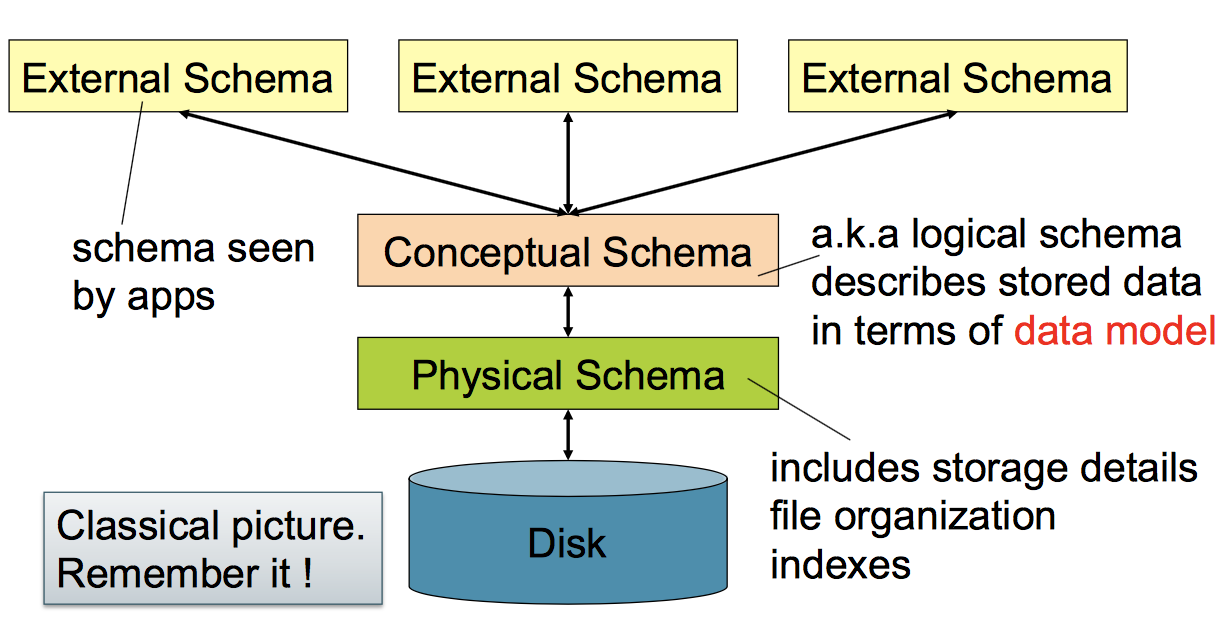 External Schema
External Schema
External Schema
schema seen
by apps
Conceptual Schema
a.k.a logical schema
describes stored data
in terms of data model
Physical Schema
includes storage details
file organization
indexes
Disk
Classical picture.
Remember it !